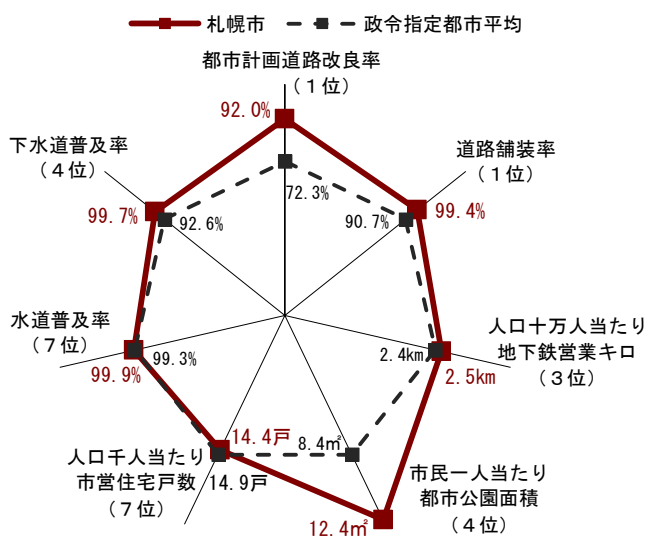 札幌市 政令指定都市平均
都市計画道路改良率
(1位)
92.0%
72.3%
道路舗装率
(1位)
99.4%
90.7%
人口十万人当たり
地下鉄営業キロ
(3位)
2.4km
2.5km
市民一人当たり
都市公園面積
(4位)
8.4㎡
12.4㎡
人口千人当たり
市営住宅戸数
(7位)
14.4戸
14.9戸
水道普及率
(7位)
99.9%
99.3%
下水道普及率
(4位)
99.7%
92.6%